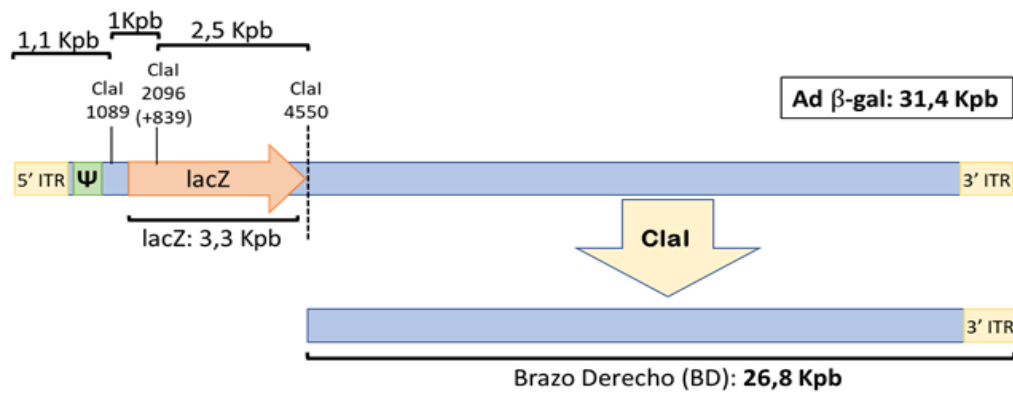 1Kpb
1,1 Kpb
2,5 Kpb
ClaI
1089
ClaI
2096
(+839)
ClaI
4550
Ad β-gal: 31,4 Kpb
5' ITR
Ψ
lacZ
3' ITR
lacZ: 3,3 Kpb
ClaI
3' ITR
Brazo Derecho (BD): 26,8 Kpb